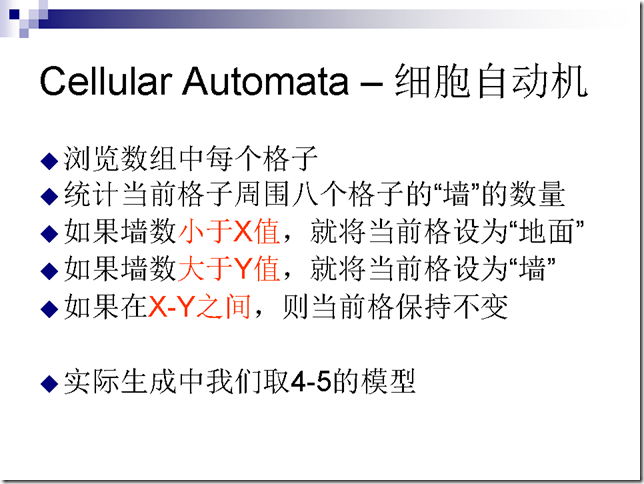 Cellular Automata – 细胞自动机
浏览数组中每个格子
统计当前格子周围八个格子的“墙”的数量
如果墙数小于X值，就将当前格设为“地面”
如果墙数大于Y值，就将当前格设为“墙”
如果在X-Y之间，则当前格保持不变
实际生成中我们取4-5的模型